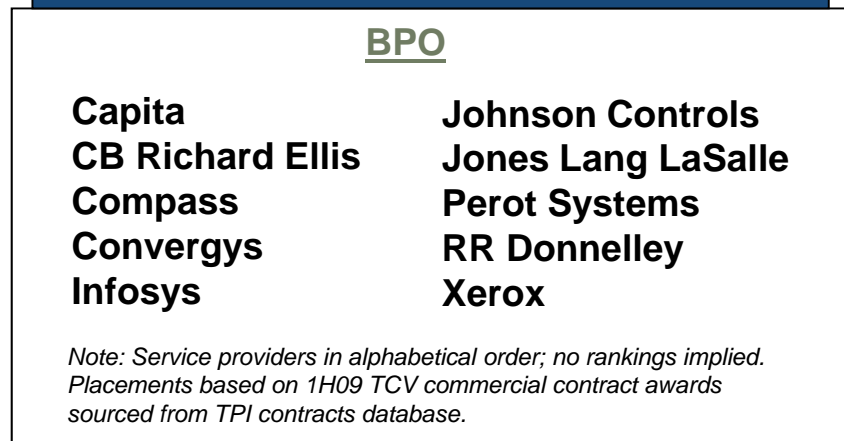 BPO
Capita
CB Richard Ellis
Compass
Convergys
Infosys
Johnson Controls
Jones Lang LaSalle
Perot Systems
RR Donnelley
Xerox
Note: Service providers in alphabetical order; no rankings implied.
Placements based on 1H09 TCV commercial contract awards
sourced from TPI contracts database.